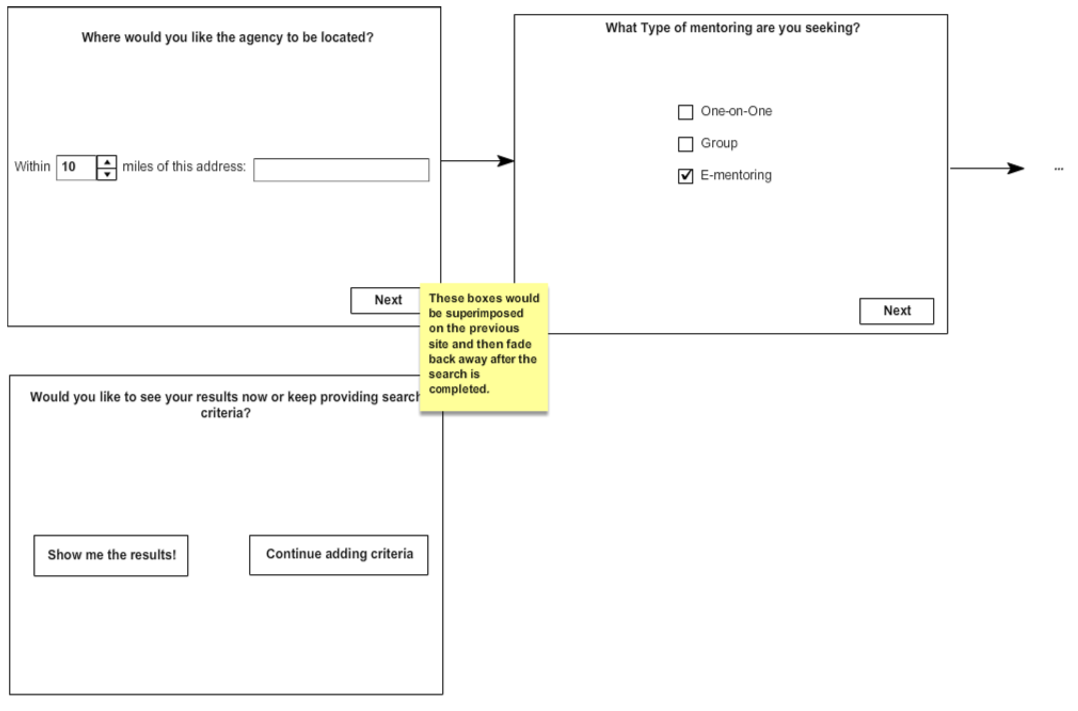 Where would you like the agency to be located?
Within 10 miles of this address:
Next
What Type of mentoring are you seeking?
One-on-One
Group
E-mentoring
Next
...
These boxes would
be superimposed
on the previous
site and then fade
back away after the
search is
completed.
Would you like to see your results now or keep providing search
criteria?
Show me the results!
Continue adding criteria